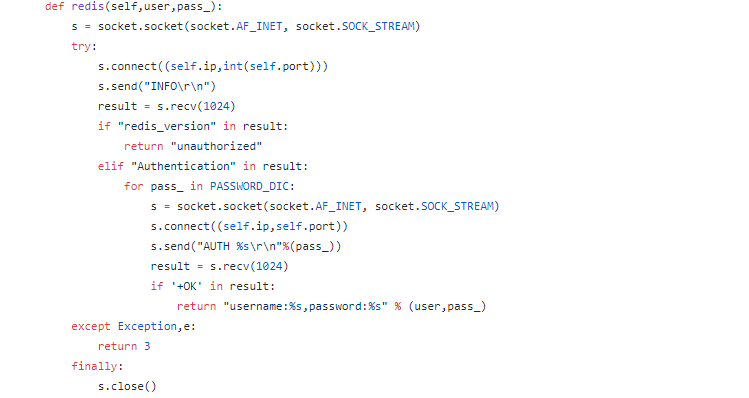 def redis(self,user,pass_):
    s = socket.socket(socket.AF_INET, socket.SOCK_STREAM)
    try:
        s.connect((self.ip,int(self.port)))
        s.send("INFO\r\n")
        result = s.recv(1024)
        if "redis_version" in result:
            return "unauthorized"
        elif "Authentication" in result:
            for pass_ in PASSWORD_DIC:
                s = socket.socket(socket.AF_INET, socket.SOCK_STREAM)
                s.connect((self.ip,self.port))
                s.send("AUTH %s\r\n"%(pass_))
                result = s.recv(1024)
                if '+OK' in result:
                    return "username:%s,password:%s" % (user,pass_)
    except Exception,e:
        return 3
    finally:
        s.close()